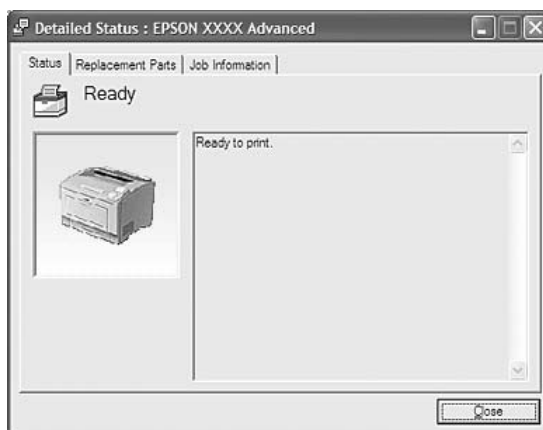 Detailed Status : EPSON XXXX Advanced
Status Replacement Parts Job Information
Ready
Ready to print.
Close